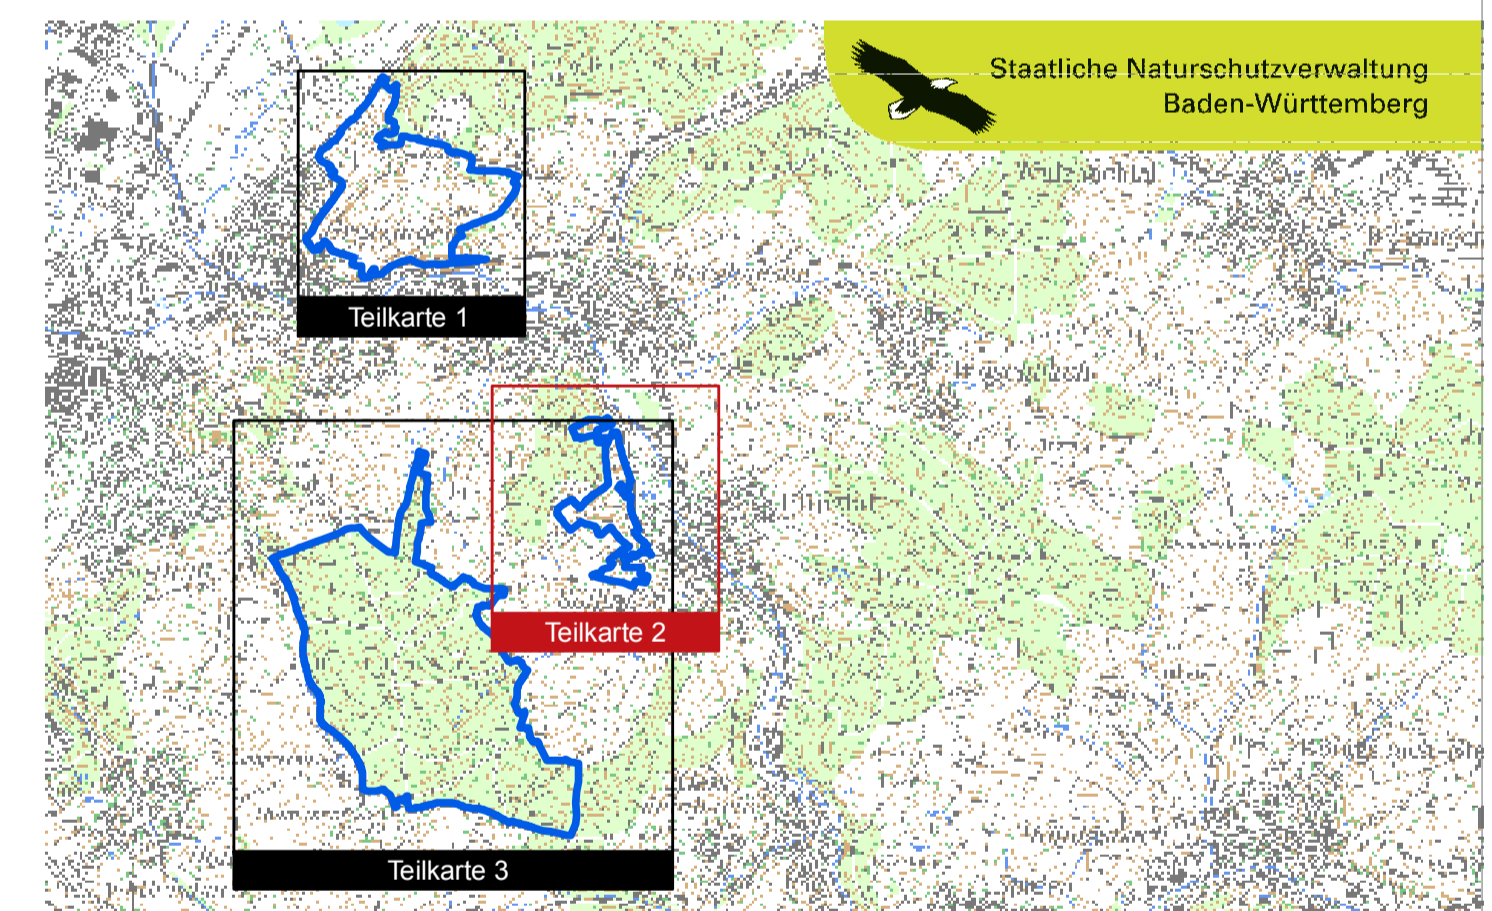 Staatliche Naturschutzverwaltung
Baden-Württemberg
Teilkarte 1
Teilkarte 2
Teilkarte 3